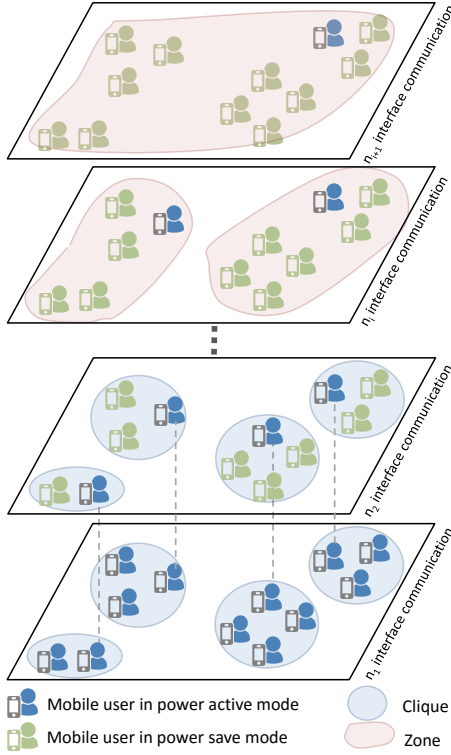 n_{i+1} interface communication
n_i interface communication
n_2 interface communication
n_1 interface communication
Mobile user in power active mode
Clique
Mobile user in power save mode
Zone